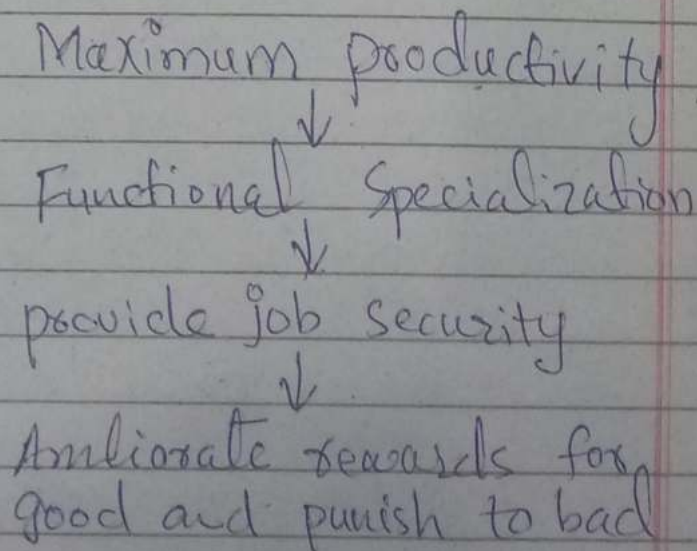 Maximum productivity
↓
Functional Specialization
↓
provide job security
↓
Amliorate rewards for
good and punish to bad